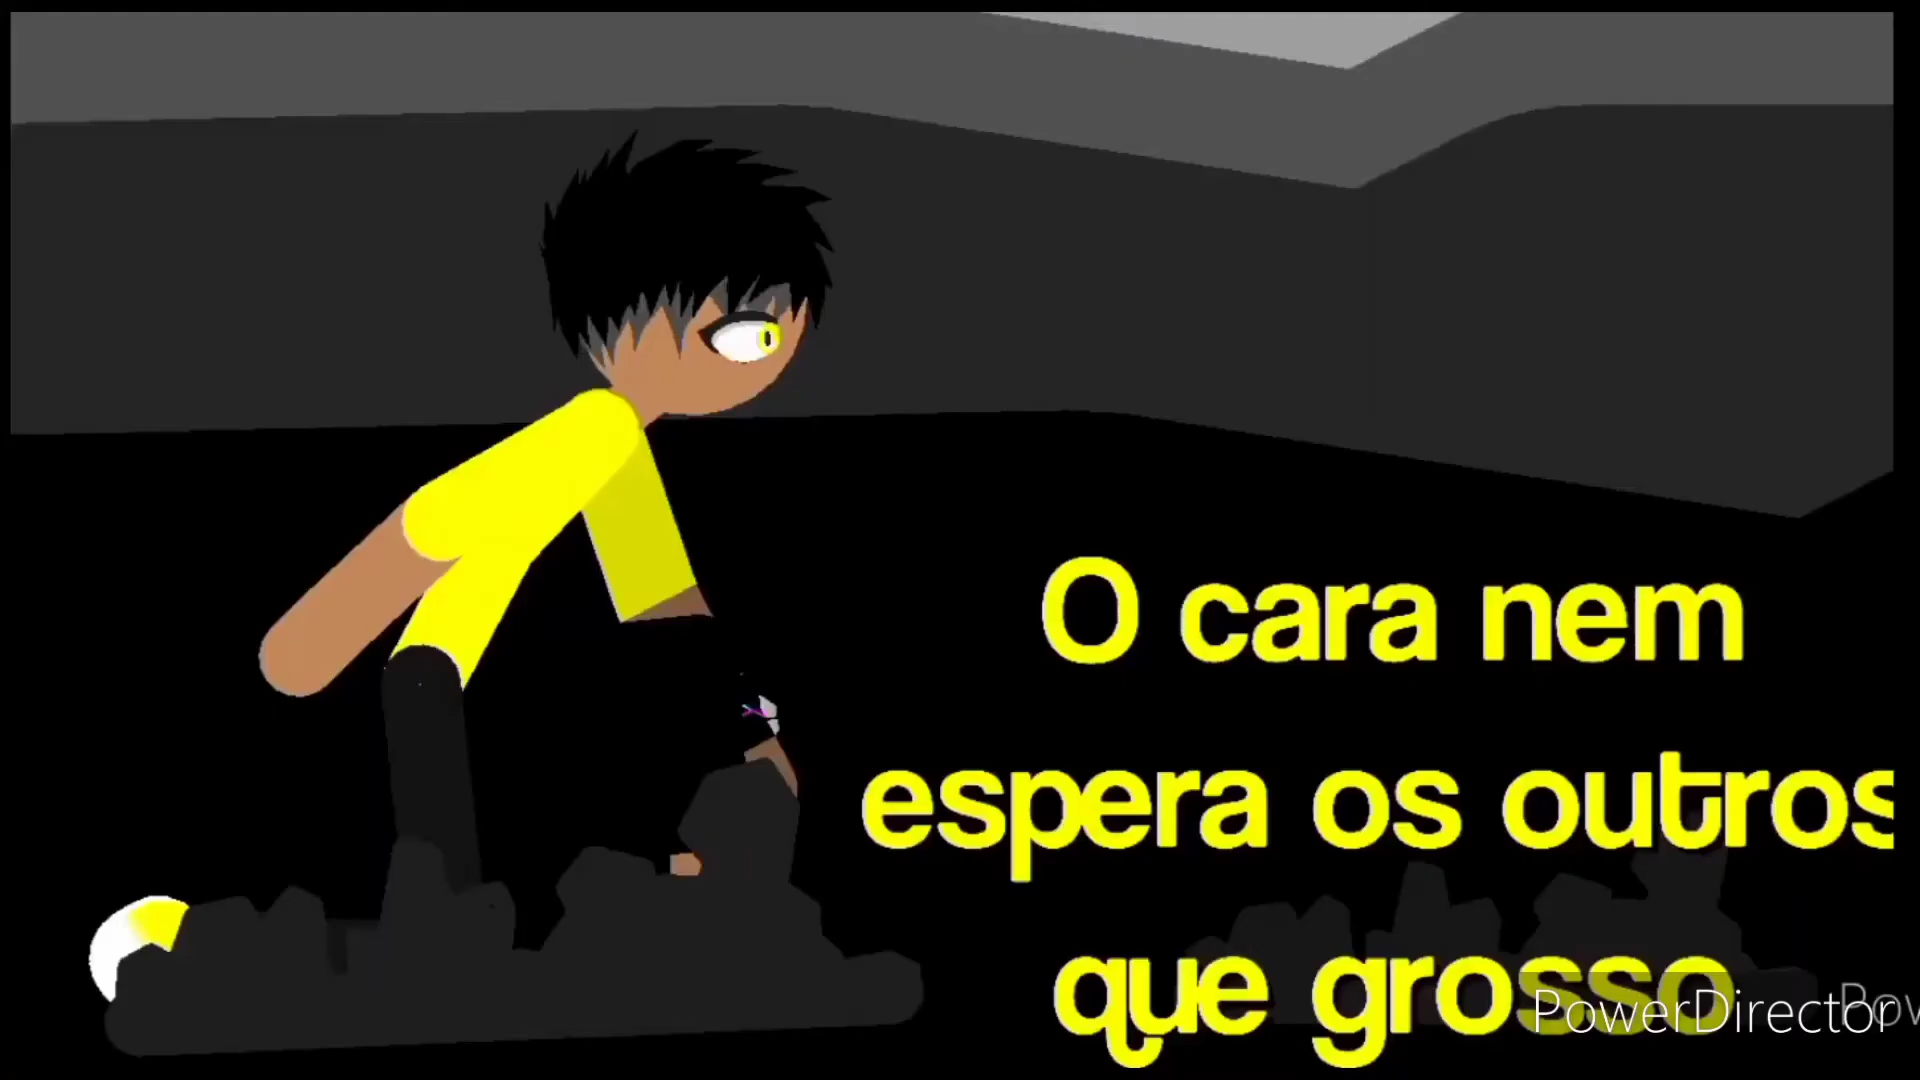 O cara nem
espera os outros
que grosso
PowerDirector